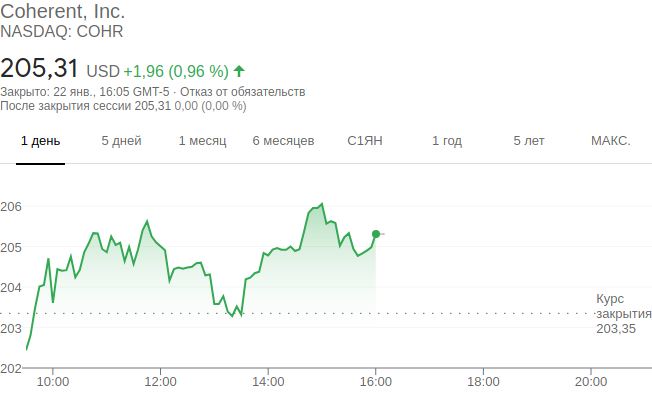 Coherent, Inc.
NASDAQ: COHR
205,31 USD +1,96 (0,96 %)
Закрыто: 22 янв., 16:05 GMT-5 · Отказ от обязательств
После закрытия сессии 205,31 0,00 (0,00 %)
1 день 5 дней 1 месяц 6 месяцев С1ЯН 1 год 5 лет МАКС.
206
205
204
Курс
закрытия
203
203,35
202
10:00 12:00 14:00 16:00 18:00 20:00